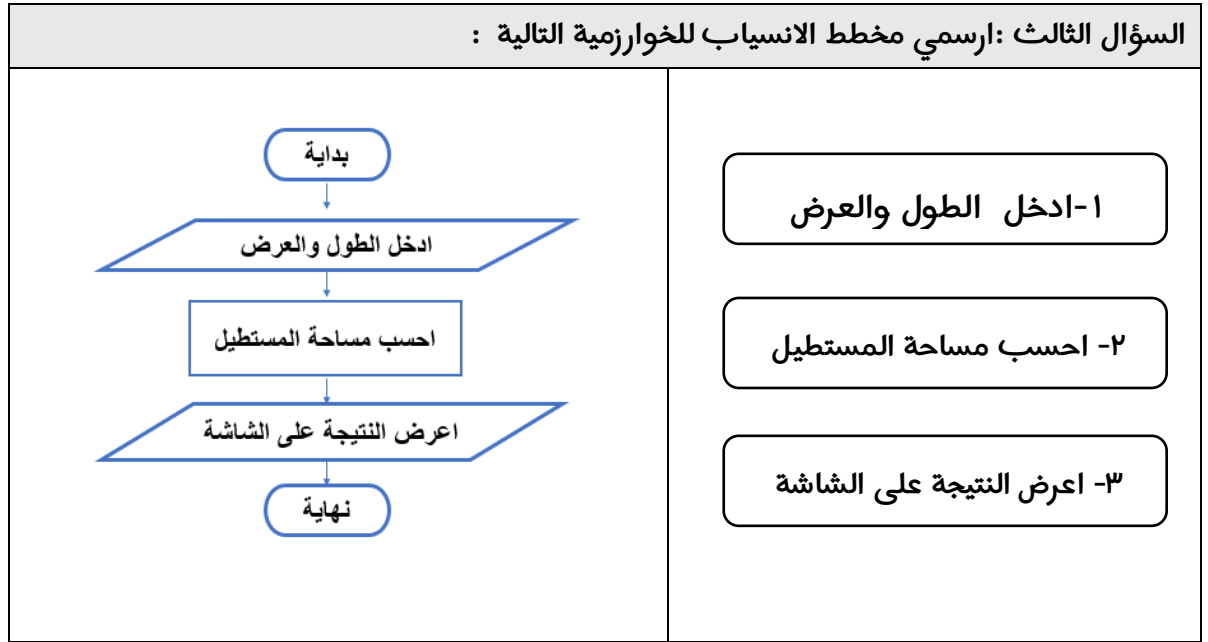 السؤال الثالث :ارسمي مخطط الانسياب للخوارزمية التالية :
١-ادخل الطول والعرض
٢- احسب مساحة المستطيل
٣- اعرض النتيجة على الشاشة
بداية
ادخل الطول والعرض
احسب مساحة المستطيل
اعرض النتيجة على الشاشة
نهاية